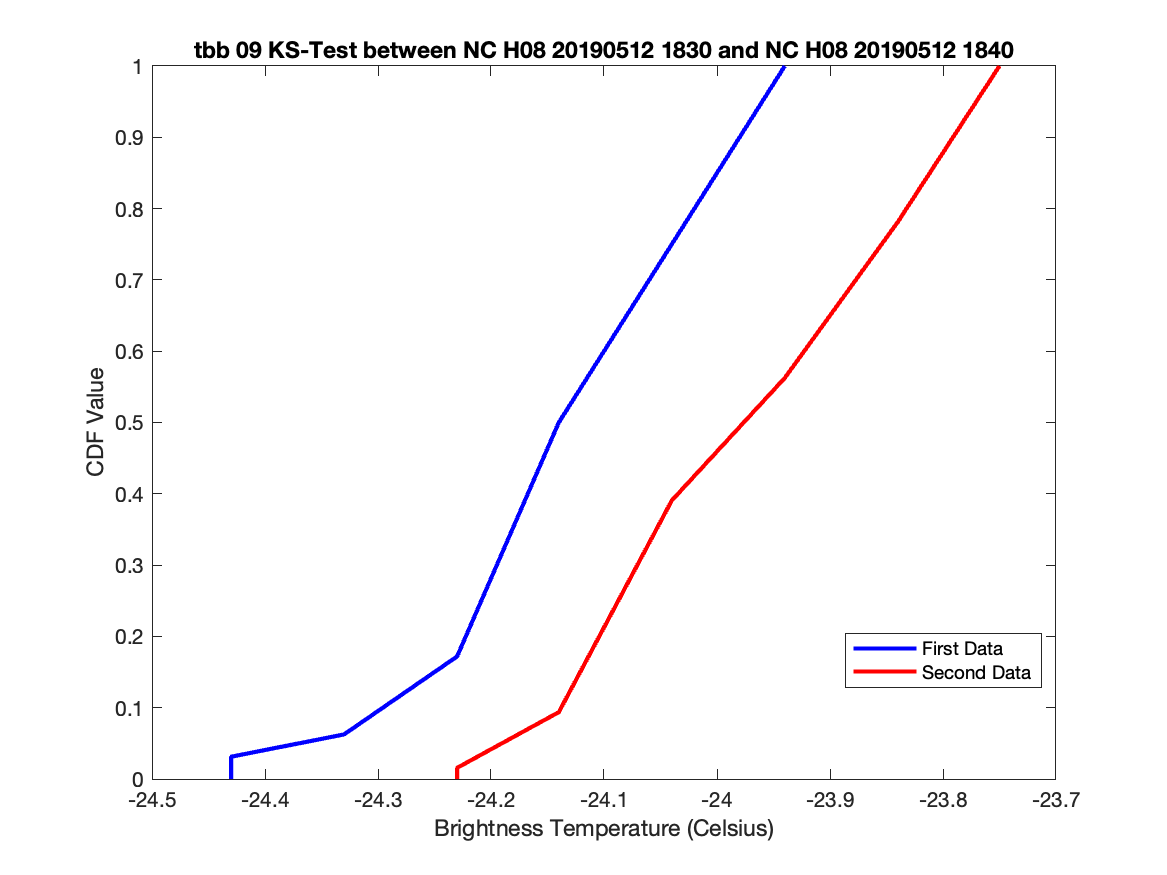 tbb 09 KS-Test between NC H08 20190512 1830 and NC H08 20190512 1840
1
0.9
0.8
0.7
0.6
0.5
0.4
0.3
0.2
0.1
0
CDF Value
First Data
Second Data
-24.5 -24.4 -24.3 -24.2 -24.1 -24 -23.9 -23.8 -23.7
Brightness Temperature (Celsius)